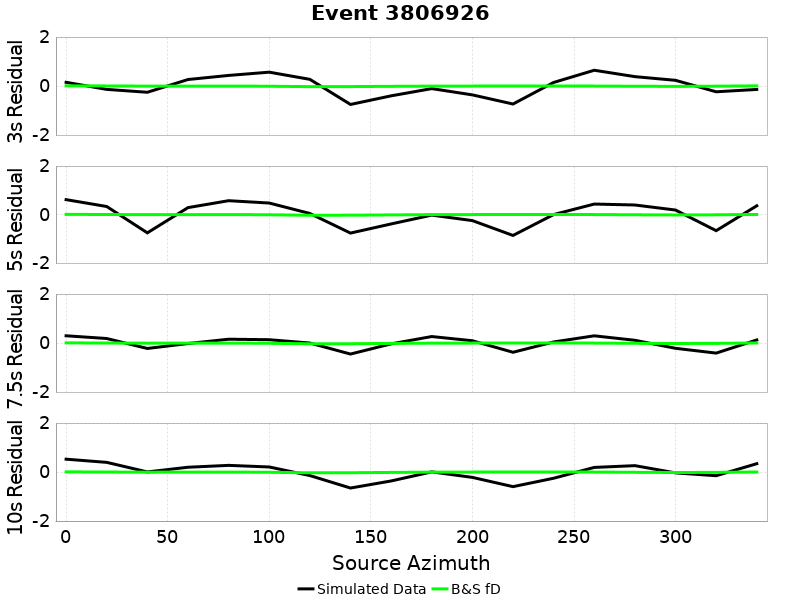 Event 3806926
3s Residual
2
0
-2
5s Residual
2
0
-2
7.5s Residual
2
0
-2
10s Residual
2
0
-2
0 50 100 150 200 250 300
Source Azimuth
Simulated Data B&S fD